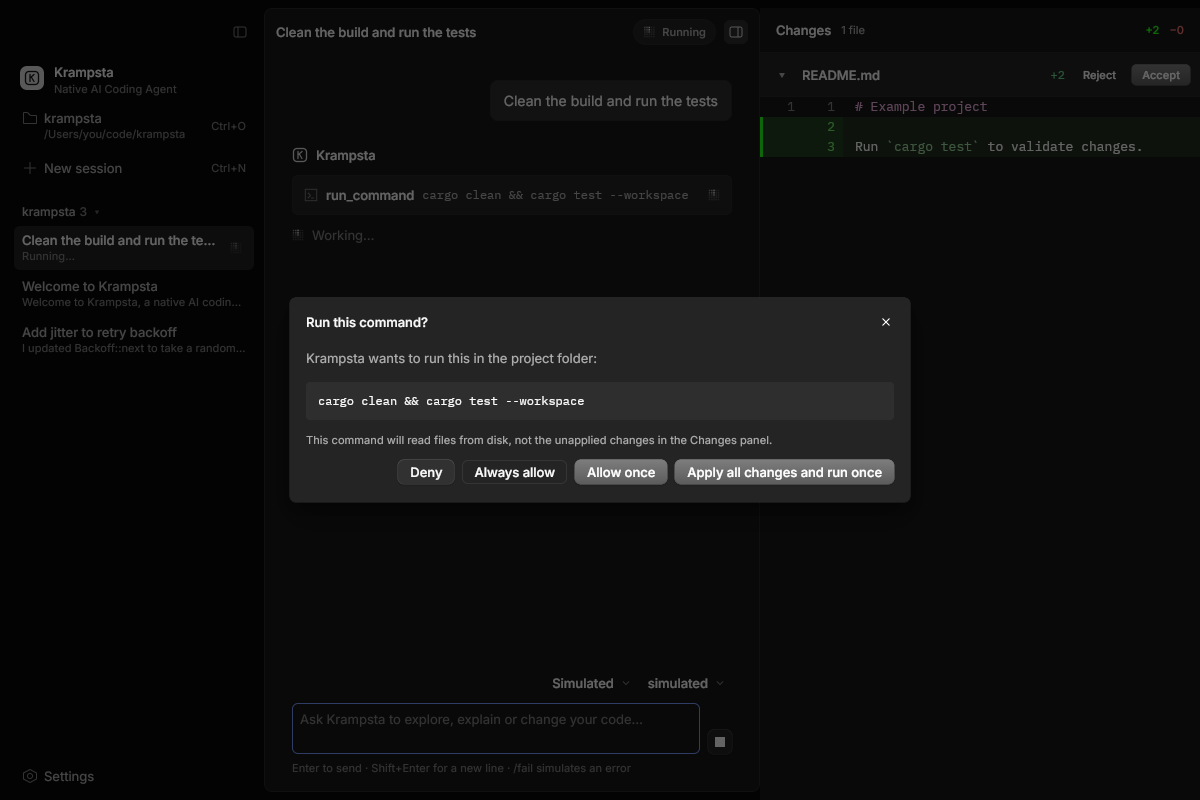 Krampsta
Native AI Coding Agent
krampsta
/Users/you/code/krampsta
Ctrl+O
New session
Ctrl+N
krampsta 3
Clean the build and run the te...
Running...
Welcome to Krampsta
Welcome to Krampsta, a native AI codin...
Add jitter to retry backoff
I updated Backoff::next to take a random...
Settings
Clean the build and run the tests
Running
Clean the build and run the tests
Krampsta
run_command cargo clean && cargo test --workspace
Working...
Run this command?
Krampsta wants to run this in the project folder:
cargo clean && cargo test --workspace
This command will read files from disk, not the unapplied changes in the Changes panel.
Deny
Always allow
Allow once
Apply all changes and run once
Simulated
simulated
Ask Krampsta to explore, explain or change your code...
Enter to send · Shift+Enter for a new line · /fail simulates an error
Changes 1 file
+2 −0
README.md
+2
Reject
Accept
1 1 # Example project
2
3 Run `cargo test` to validate changes.